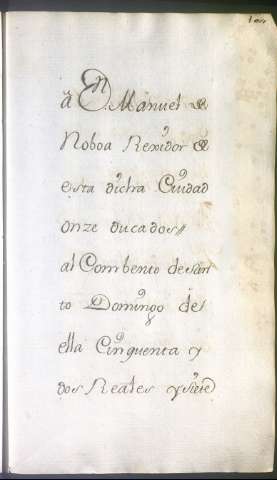 à Dn. Manuel de
Noboa Rexidor de
esta dicha Ciudad
onze ducados//
al Combento de san
to Domingo de
ella Cinquenta y
dos Reales y siete